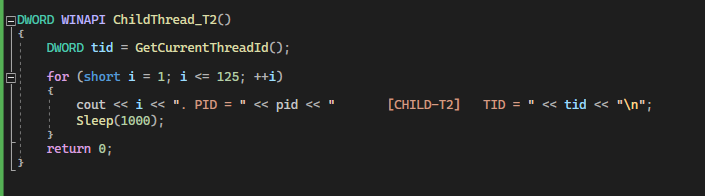 DWORD WINAPI ChildThread_T2()
{
    DWORD tid = GetCurrentThreadId();
    for (short i = 1; i <= 125; ++i)
    {
        cout << i << ". PID = " << pid << "       [CHILD-T2]   TID = " << tid << "\n";
        Sleep(1000);
    }
    return 0;
}